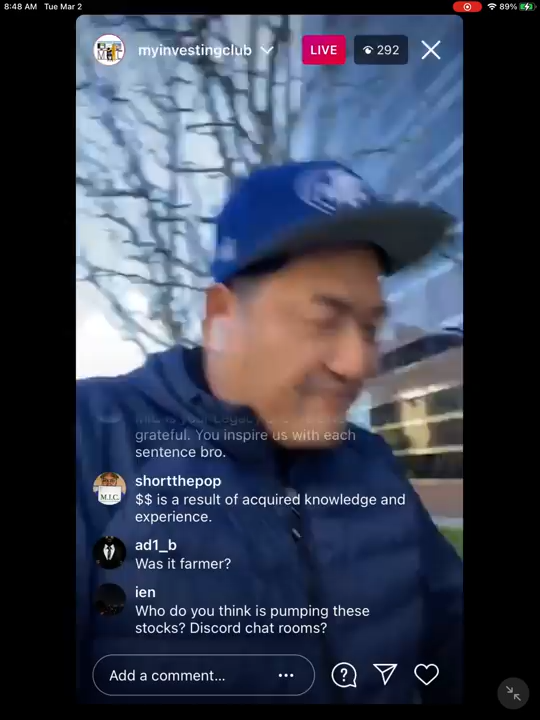 8:48 AM Tue Mar 2
89%
myinvestingclub
LIVE
292
grateful. You inspire us with each
sentence bro.
shortthepop
M.I.C.
$$ is a result of acquired knowledge and
experience.
ad1_b
Was it farmer?
ien
Who do you think is pumping these
stocks? Discord chat rooms?
Add a comment...